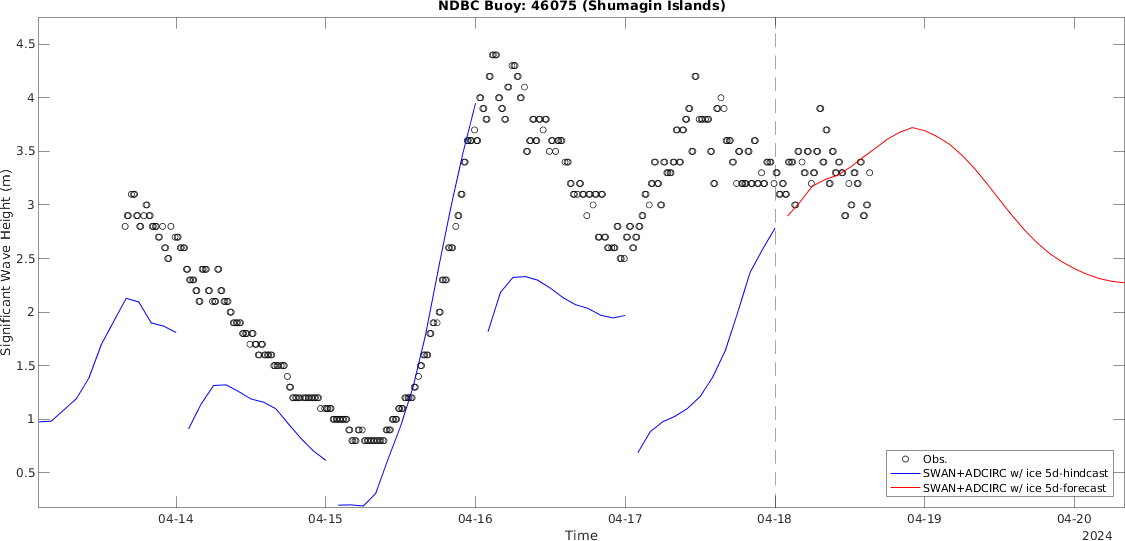 NDBC Buoy: 46075 (Shumagin Islands)
Significant Wave Height (m)
4.5
4
3.5
3
2.5
2
1.5
1
0.5
Obs.
SWAN+ADCIRC w/ ice 5d-hindcast
SWAN+ADCIRC w/ ice 5d-forecast
04-14 04-15 04-16 04-17 04-18 04-19 04-20
Time
2024